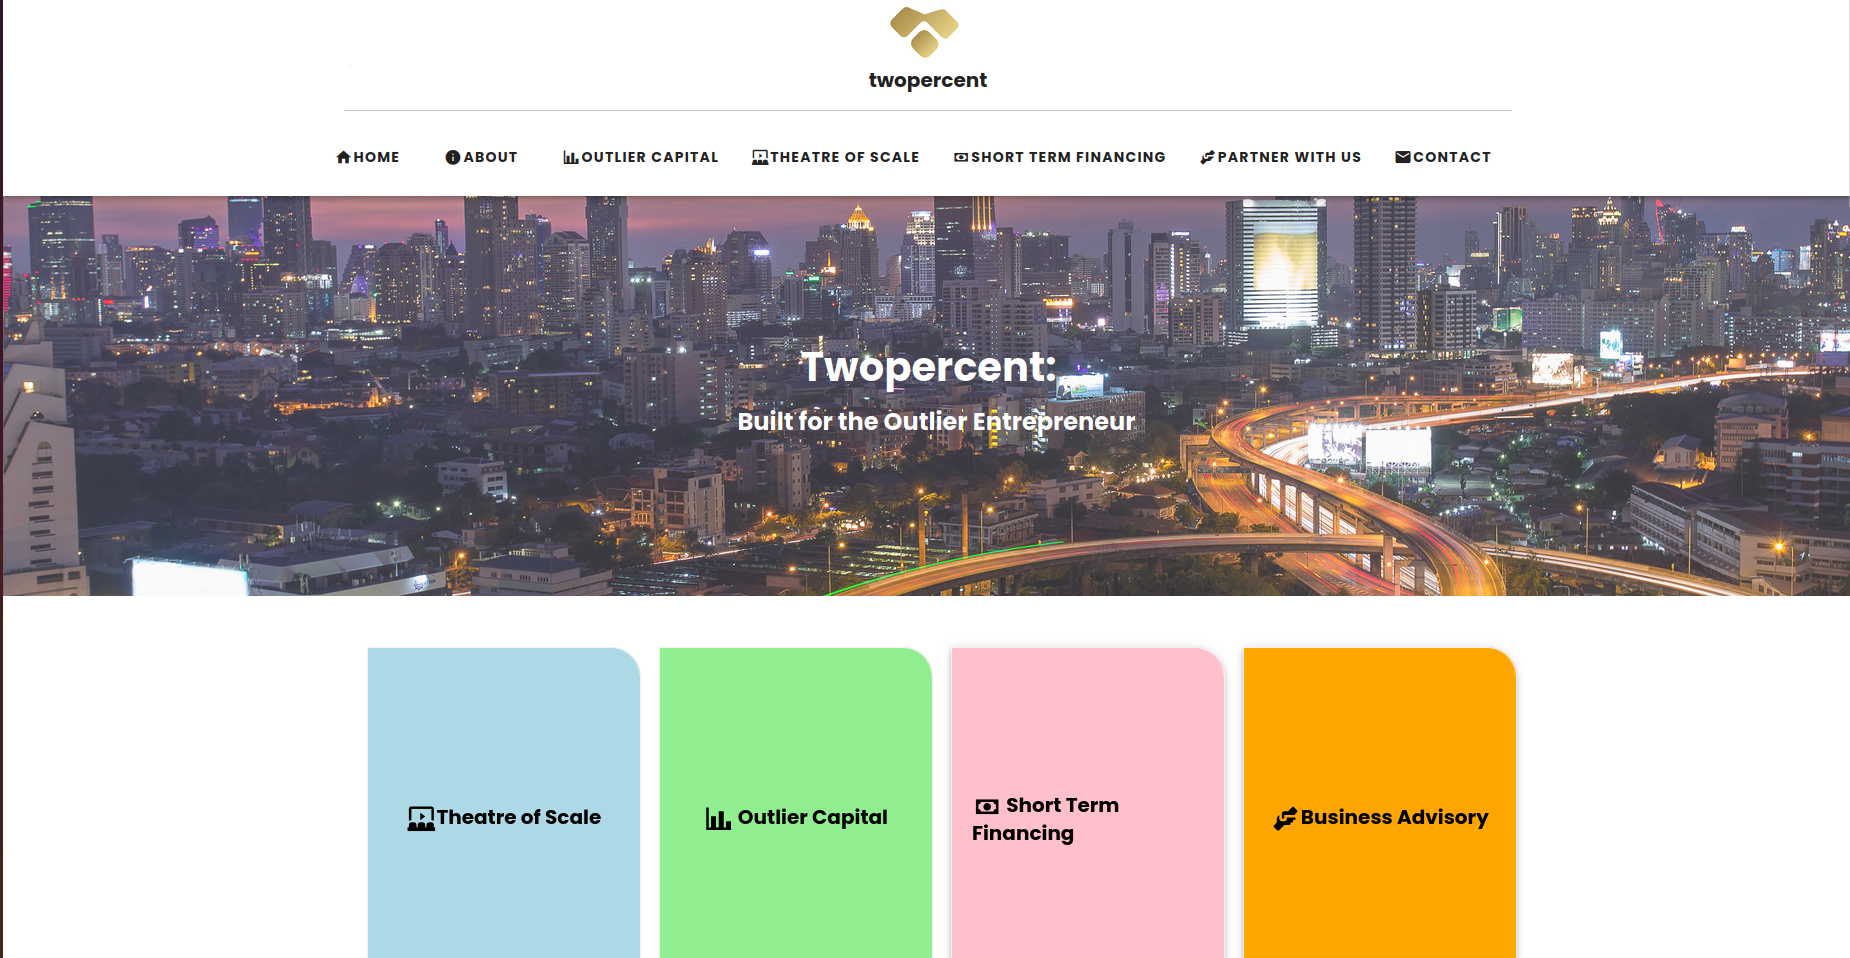 twopercent
HOME ABOUT OUTLIER CAPITAL THEATRE OF SCALE SHORT TERM FINANCING PARTNER WITH US CONTACT
Twopercent:
Built for the Outlier Entrepreneur
Theatre of Scale
Outlier Capital
Short Term
Financing
Business Advisory